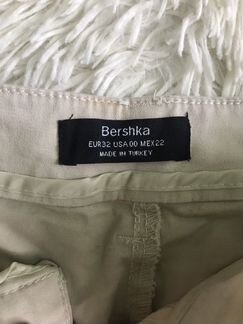 Bershka
EUR32 USA00 MEX22
MADE IN TURKEY